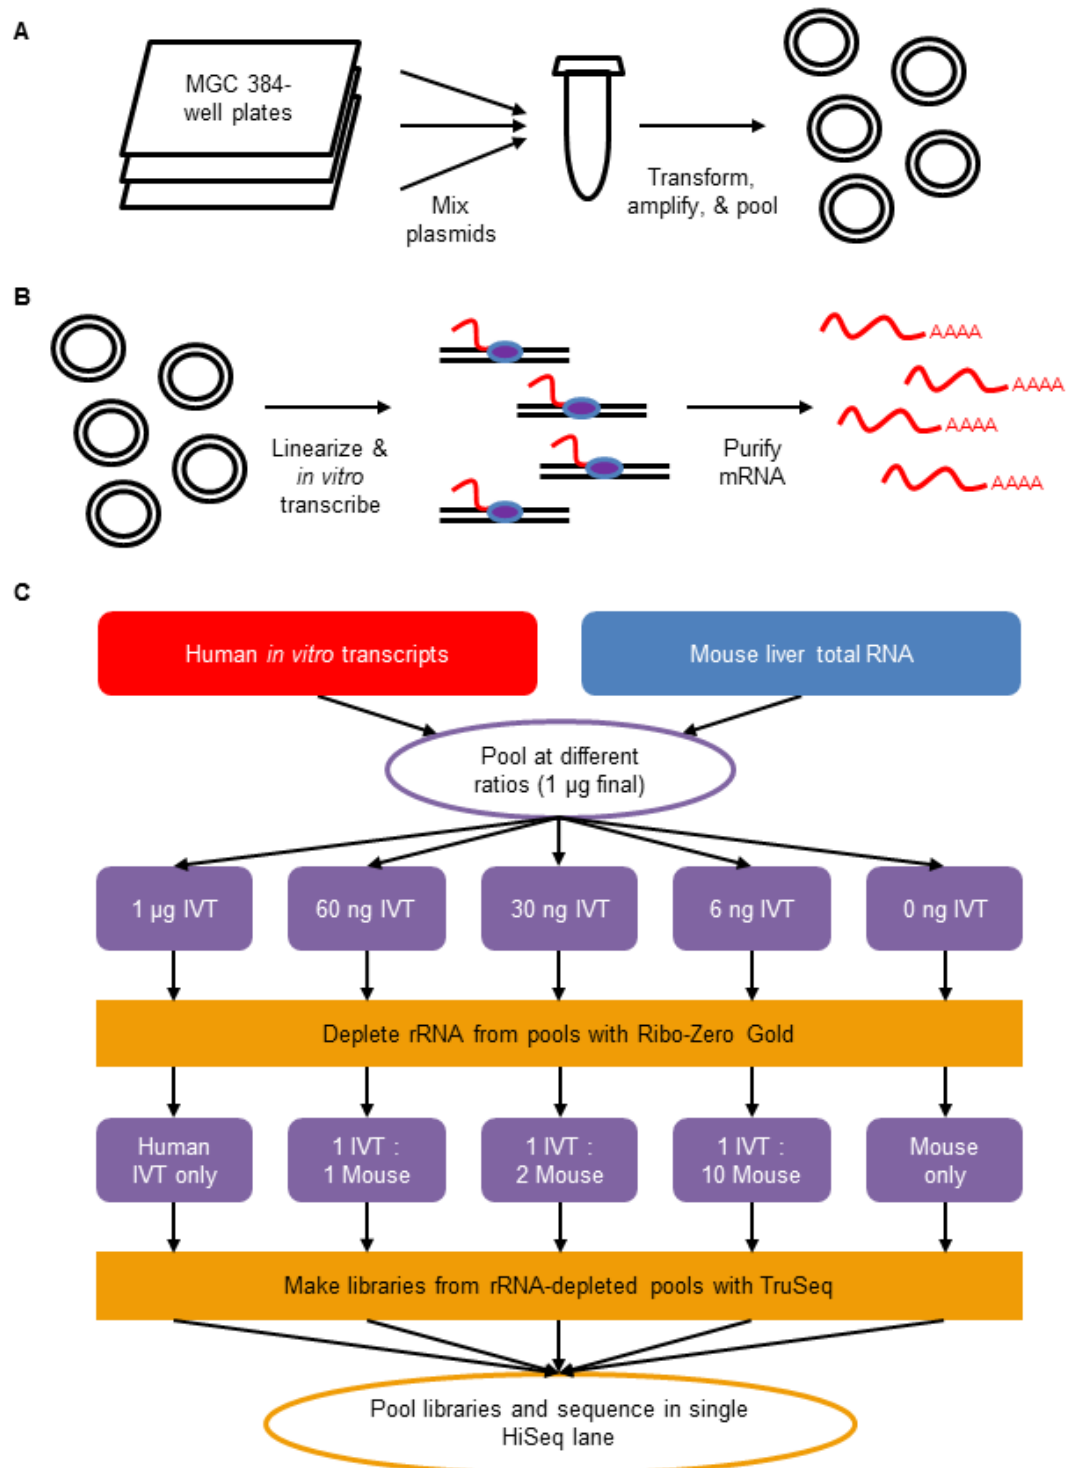 A
MGC 384-
well plates
Mix
plasmids
Transform,
amplify, & pool
B
Linearize &
in vitro
transcribe
Purify
mRNA
AAAA
AAAA
AAAA
AAAA
C
Human in vitro transcripts
Mouse liver total RNA
Pool at different
ratios (1 µg final)
1 µg IVT
60 ng IVT
30 ng IVT
6 ng IVT
0 ng IVT
Deplete rRNA from pools with Ribo-Zero Gold
Human
IVT only
1 IVT :
1 Mouse
1 IVT :
2 Mouse
1 IVT :
10 Mouse
Mouse
only
Make libraries from rRNA-depleted pools with TruSeq
Pool libraries and sequence in single
HiSeq lane